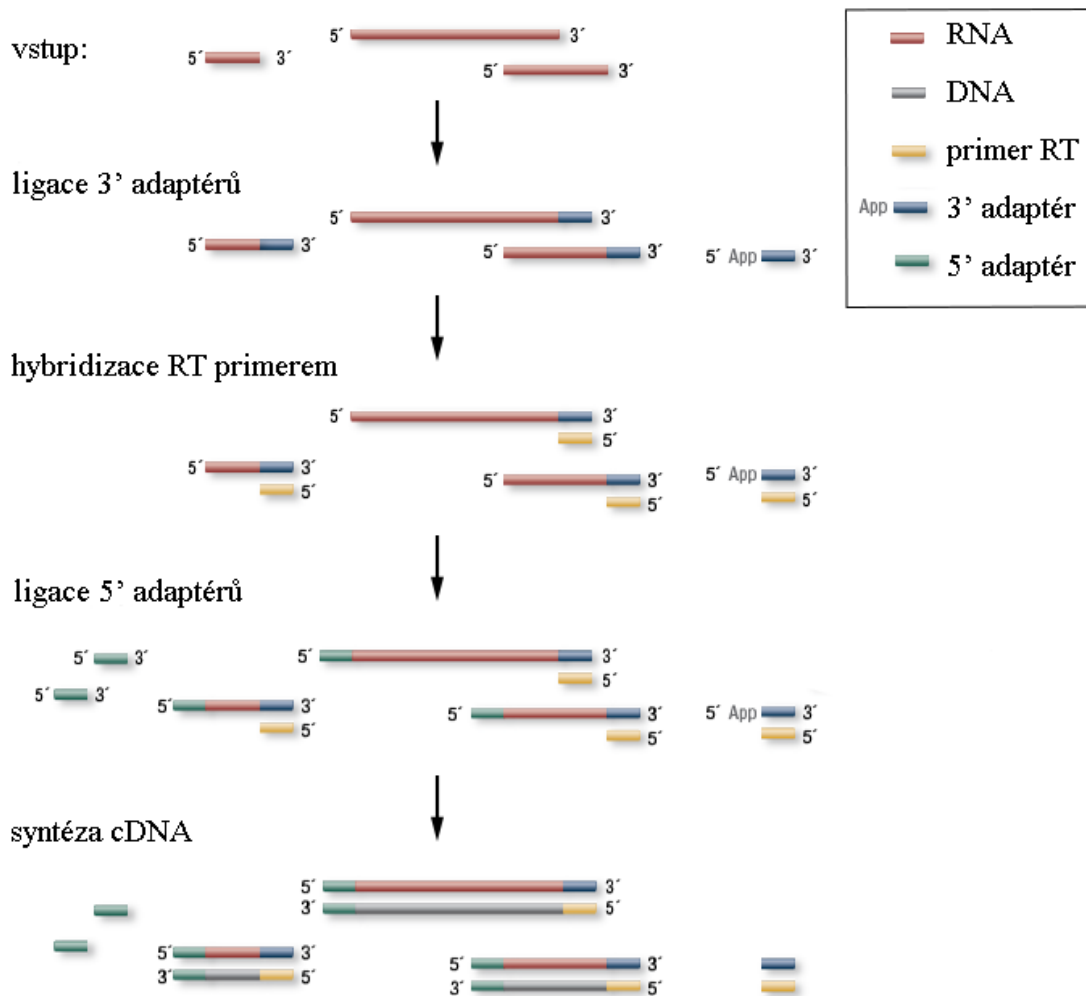 vstup:
5´ 3´
5´ 3´
5´ 3´
ligace 3’ adaptérů
5´ 3´
5´ 3´
5´ 3´
5´ App 3´
hybridizace RT primerem
5´ 3´
5´
5´ 3´
5´
5´ 3´
5´
5´ App 3´
5´
ligace 5’ adaptérů
5´ 3´
5´ 3´
5´ 3´
5´
5´ 3´
5´
5´ 3´
5´
5´ App 3´
5´
syntéza cDNA
5´ 3´
3´ 5´
5´ 3´
3´ 5´
5´ 3´
3´ 5´
RNA
DNA
primer RT
App 3’ adaptér
5’ adaptér